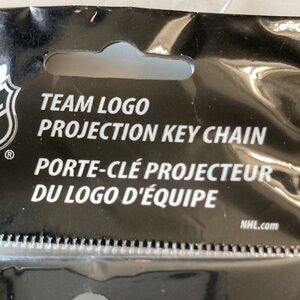 TEAM LOGO
PROJECTION KEY CHAIN
PORTE-CLÉ PROJECTEUR
DU LOGO D'ÉQUIPE
®
NHL.com